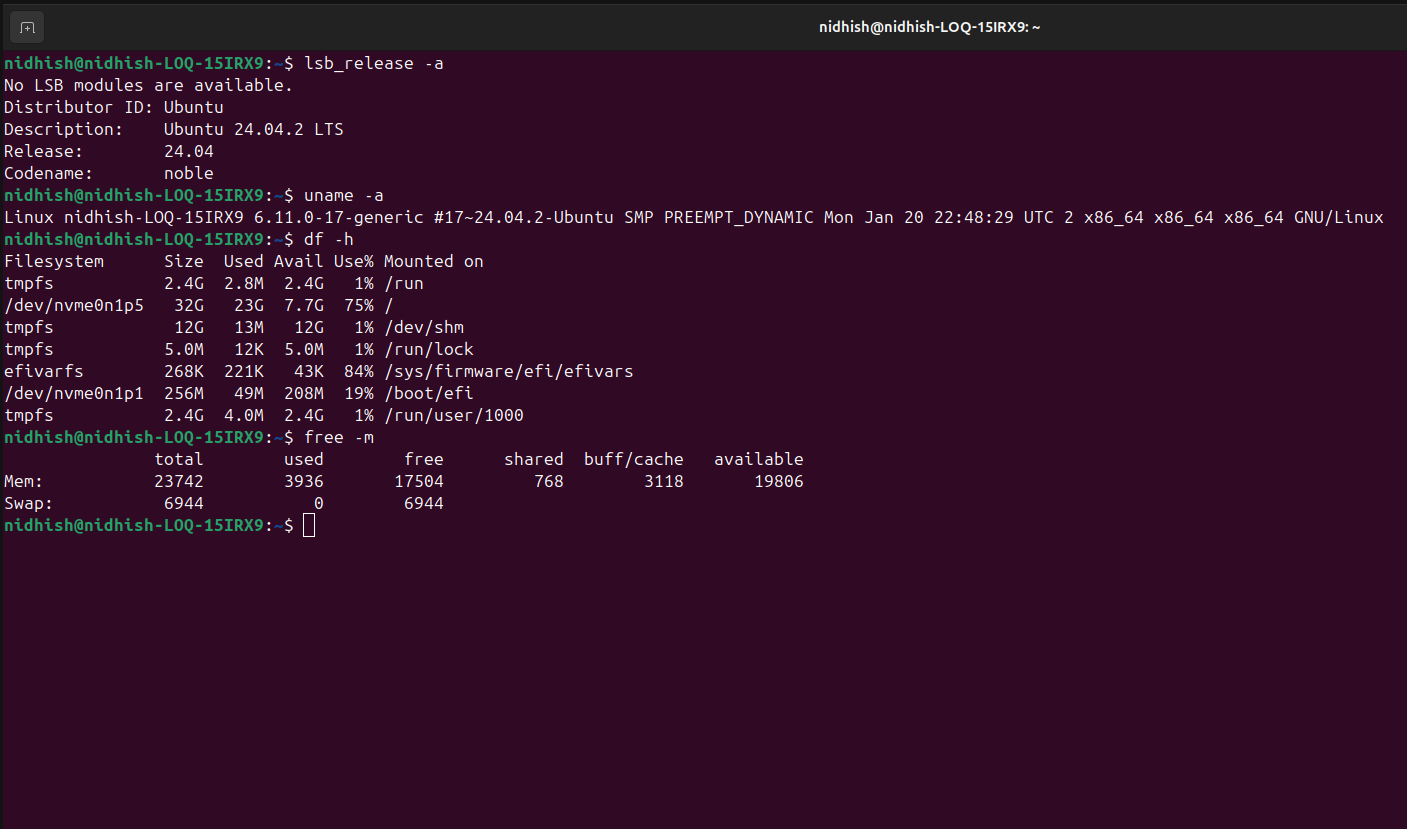 nidhish@nidhish-LOQ-15IRX9: ~
nidhish@nidhish-LOQ-15IRX9:~$ lsb_release -a
No LSB modules are available.
Distributor ID: Ubuntu
Description:    Ubuntu 24.04.2 LTS
Release:        24.04
Codename:       noble
nidhish@nidhish-LOQ-15IRX9:~$ uname -a
Linux nidhish-LOQ-15IRX9 6.11.0-17-generic #17~24.04.2-Ubuntu SMP PREEMPT_DYNAMIC Mon Jan 20 22:48:29 UTC 2 x86_64 x86_64 x86_64 GNU/Linux
nidhish@nidhish-LOQ-15IRX9:~$ df -h
Filesystem      Size  Used Avail Use% Mounted on
tmpfs           2.4G  2.8M  2.4G   1% /run
/dev/nvme0n1p5   32G   23G  7.7G  75% /
tmpfs            12G   13M   12G   1% /dev/shm
tmpfs           5.0M   12K  5.0M   1% /run/lock
efivarfs        268K  221K   43K  84% /sys/firmware/efi/efivars
/dev/nvme0n1p1  256M   49M  208M  19% /boot/efi
tmpfs           2.4G  4.0M  2.4G   1% /run/user/1000
nidhish@nidhish-LOQ-15IRX9:~$ free -m
               total        used        free      shared  buff/cache   available
Mem:           23742        3936       17504         768        3118       19806
Swap:           6944           0        6944
nidhish@nidhish-LOQ-15IRX9:~$